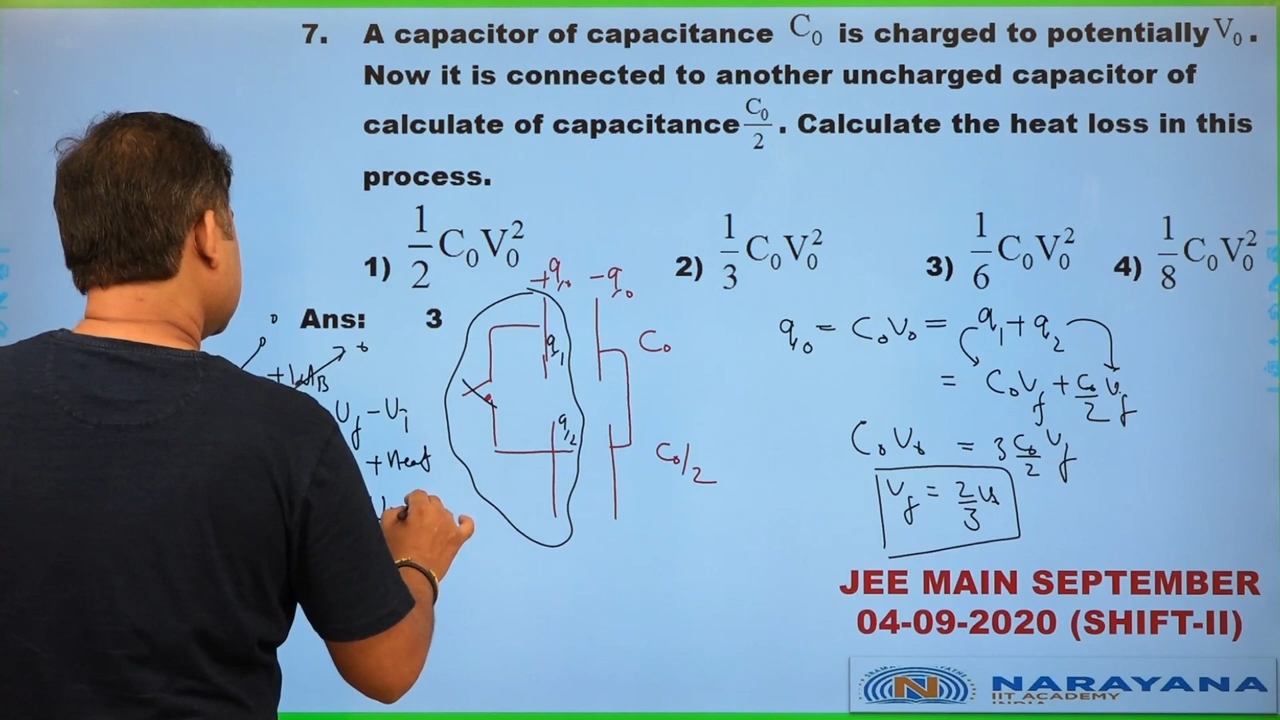 7. A capacitor of capacitance C₀ is charged to potentially V₀.
Now it is connected to another uncharged capacitor of
calculate of capacitance C₀/2. Calculate the heat loss in this
process.
1) 1/2 C₀V₀² 2) 1/3 C₀V₀² 3) 1/6 C₀V₀² 4) 1/8 C₀V₀²
Ans: 3
+q₀ -q₀
q₁
C₀
q₂
C₀/2
q₀ = C₀V₀ = q₁ + q₂
= C₀V_f + C₀/2 V_f
C₀V₀ = 3 C₀/2 V_f
V_f = 2/3 V₀
U_f - U_i
+ Heat
JEE MAIN SEPTEMBER
04-09-2020 (SHIFT-II)
N NARAYANA
IIT ACADEMY
INDIA